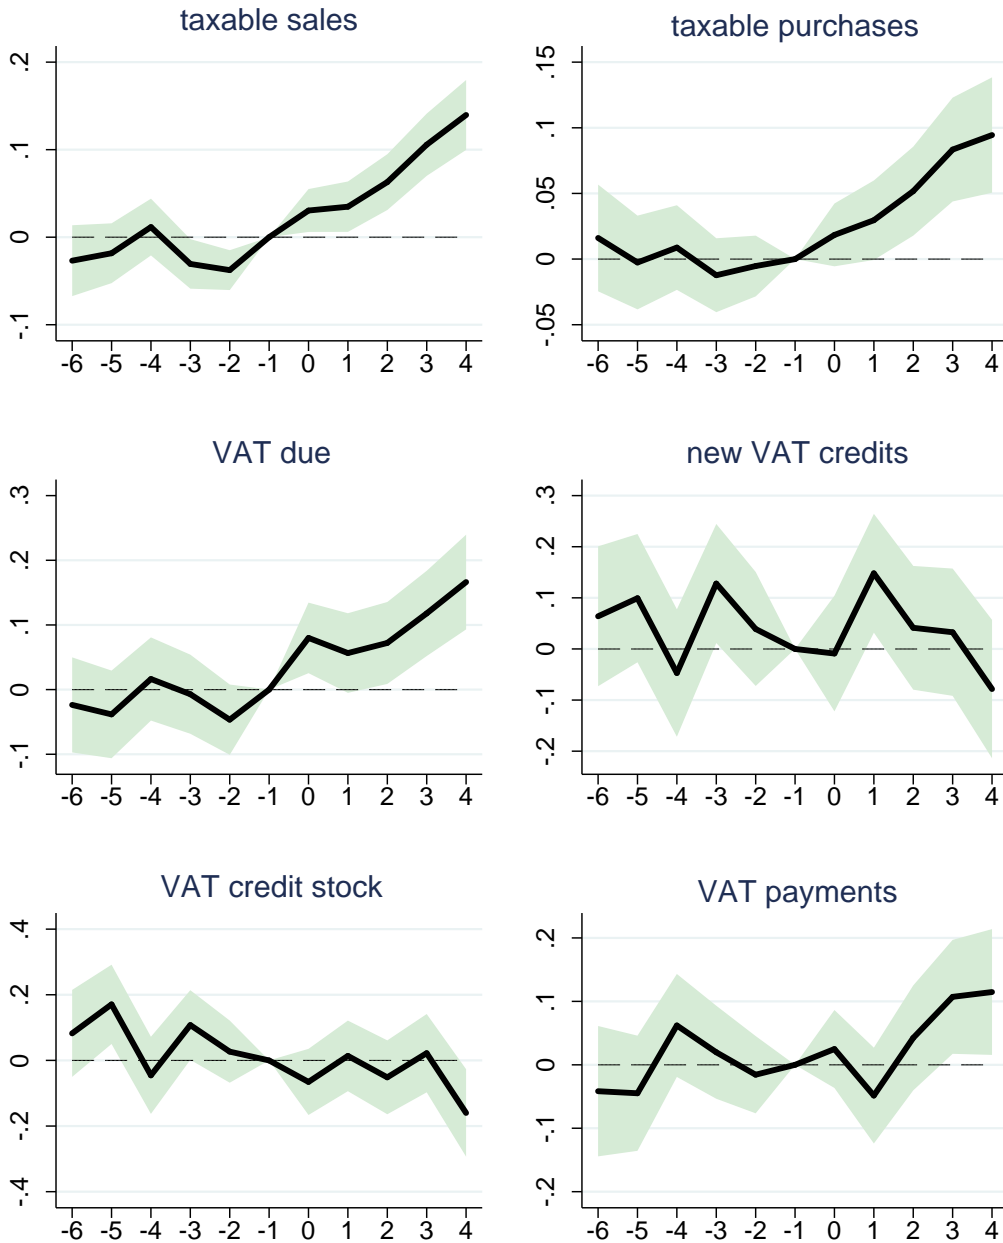 taxable sales
.2
.1
0
-.1
-6 -5 -4 -3 -2 -1 0 1 2 3 4
taxable purchases
.15
.1
.05
0
-.05
-6 -5 -4 -3 -2 -1 0 1 2 3 4
VAT due
.3
.2
.1
0
-.1
-6 -5 -4 -3 -2 -1 0 1 2 3 4
new VAT credits
.3
.2
.1
0
-.1
-.2
-6 -5 -4 -3 -2 -1 0 1 2 3 4
VAT credit stock
.4
.2
0
-.2
-.4
-6 -5 -4 -3 -2 -1 0 1 2 3 4
VAT payments
.2
.1
0
-.1
-.2
-6 -5 -4 -3 -2 -1 0 1 2 3 4